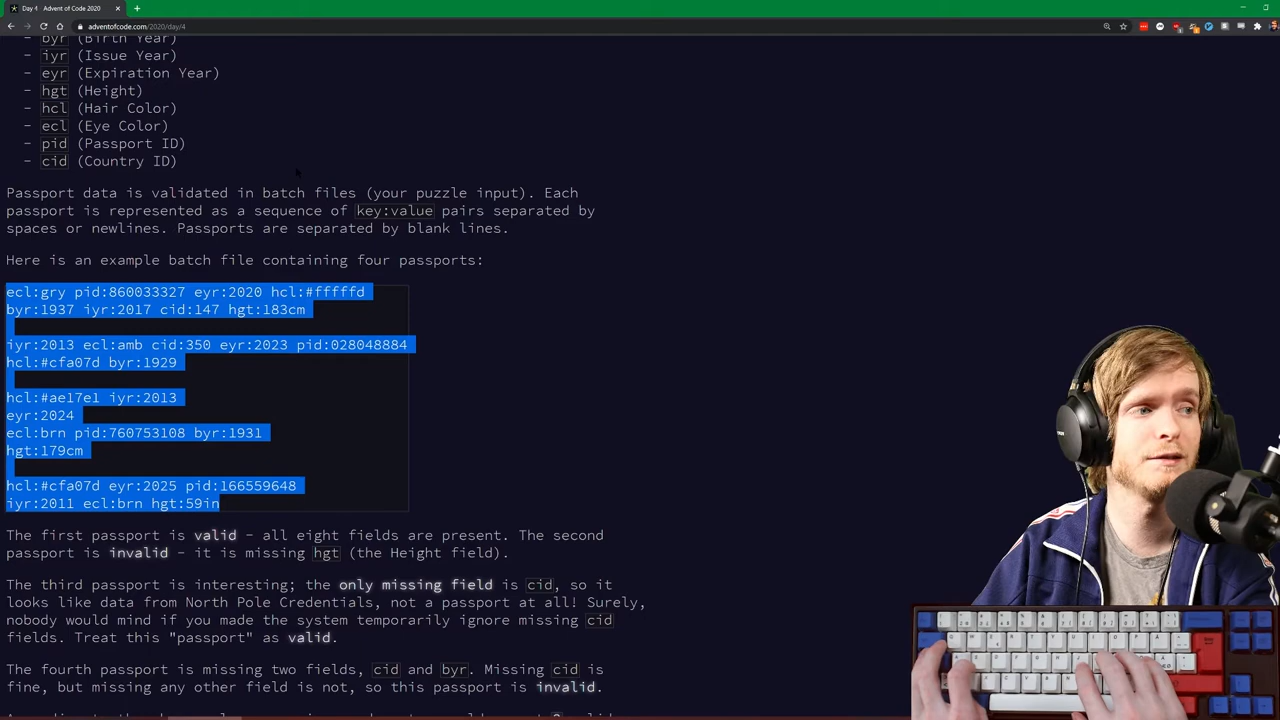 Day 4 - Advent of Code 2020
adventofcode.com/2020/day/4
- byr (Birth Year)
- iyr (Issue Year)
- eyr (Expiration Year)
- hgt (Height)
- hcl (Hair Color)
- ecl (Eye Color)
- pid (Passport ID)
- cid (Country ID)
Passport data is validated in batch files (your puzzle input). Each
passport is represented as a sequence of key:value pairs separated by
spaces or newlines. Passports are separated by blank lines.
Here is an example batch file containing four passports:
ecl:gry pid:860033327 eyr:2020 hcl:#fffffd
byr:1937 iyr:2017 cid:147 hgt:183cm
iyr:2013 ecl:amb cid:350 eyr:2023 pid:028048884
hcl:#cfa07d byr:1929
hcl:#ae17e1 iyr:2013
eyr:2024
ecl:brn pid:760753108 byr:1931
hgt:179cm
hcl:#cfa07d eyr:2025 pid:166559648
iyr:2011 ecl:brn hgt:59in
The first passport is valid - all eight fields are present. The second
passport is invalid - it is missing hgt (the Height field).
The third passport is interesting; the only missing field is cid, so it
looks like data from North Pole Credentials, not a passport at all! Surely,
nobody would mind if you made the system temporarily ignore missing cid
fields. Treat this "passport" as valid.
The fourth passport is missing two fields, cid and byr. Missing cid is
fine, but missing any other field is not, so this passport is invalid.